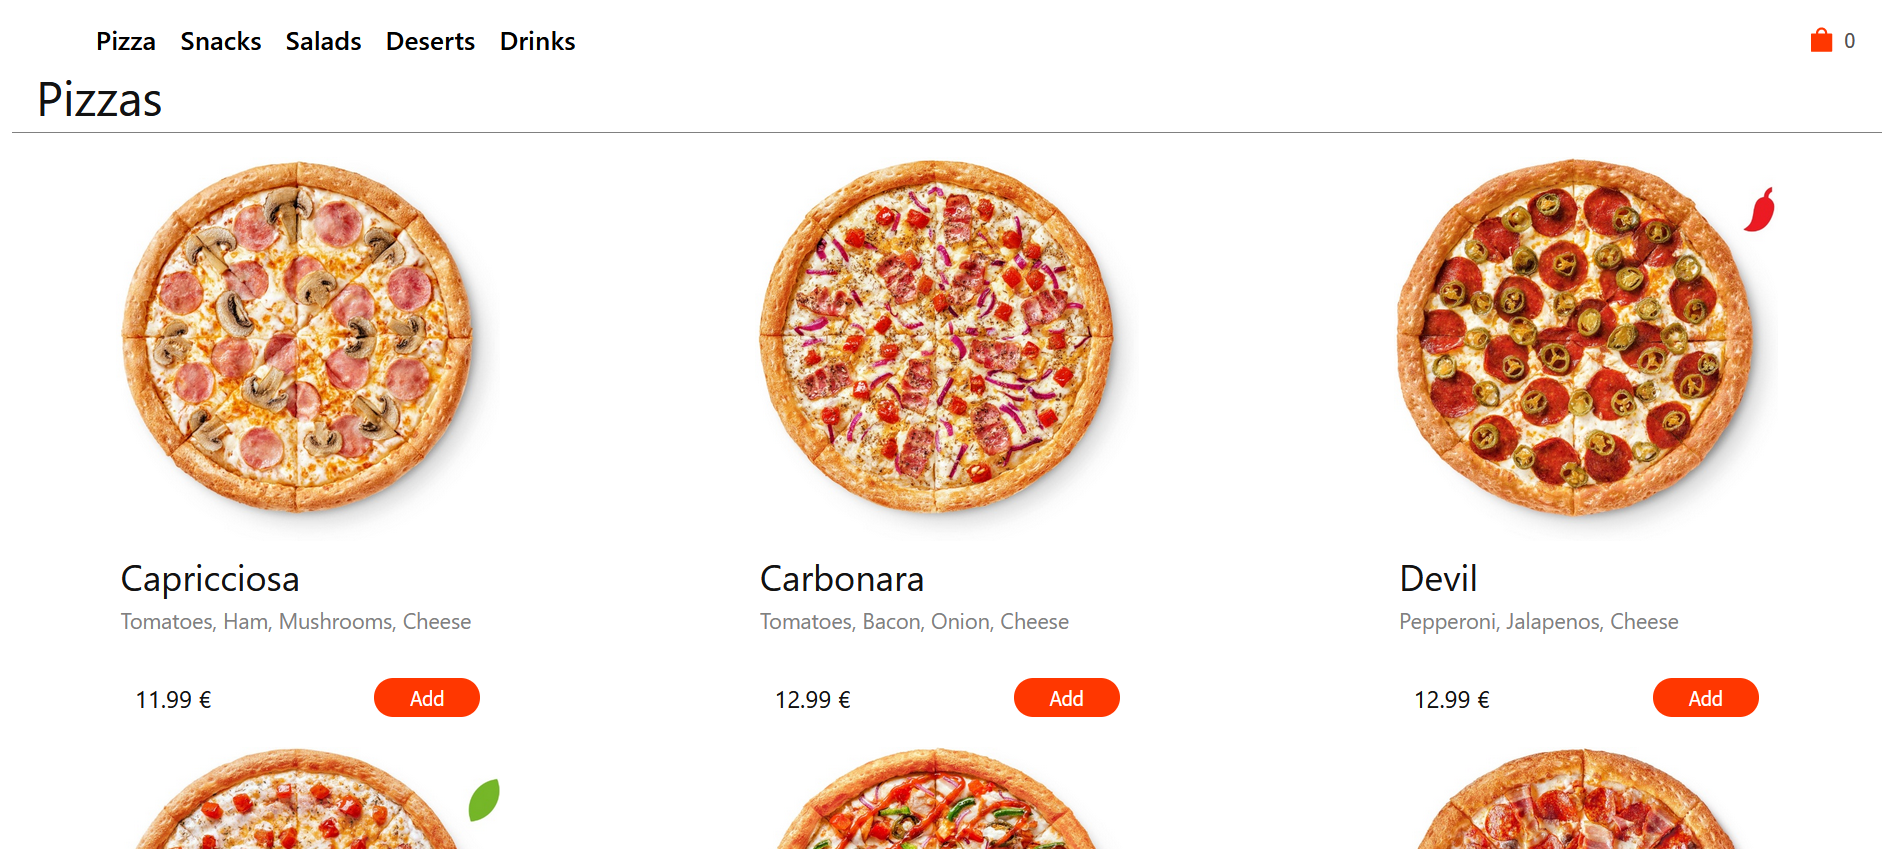 Pizza Snacks Salads Deserts Drinks 0
Pizzas
Capricciosa
Tomatoes, Ham, Mushrooms, Cheese
11.99 € Add
Carbonara
Tomatoes, Bacon, Onion, Cheese
12.99 € Add
Devil
Pepperoni, Jalapenos, Cheese
12.99 € Add